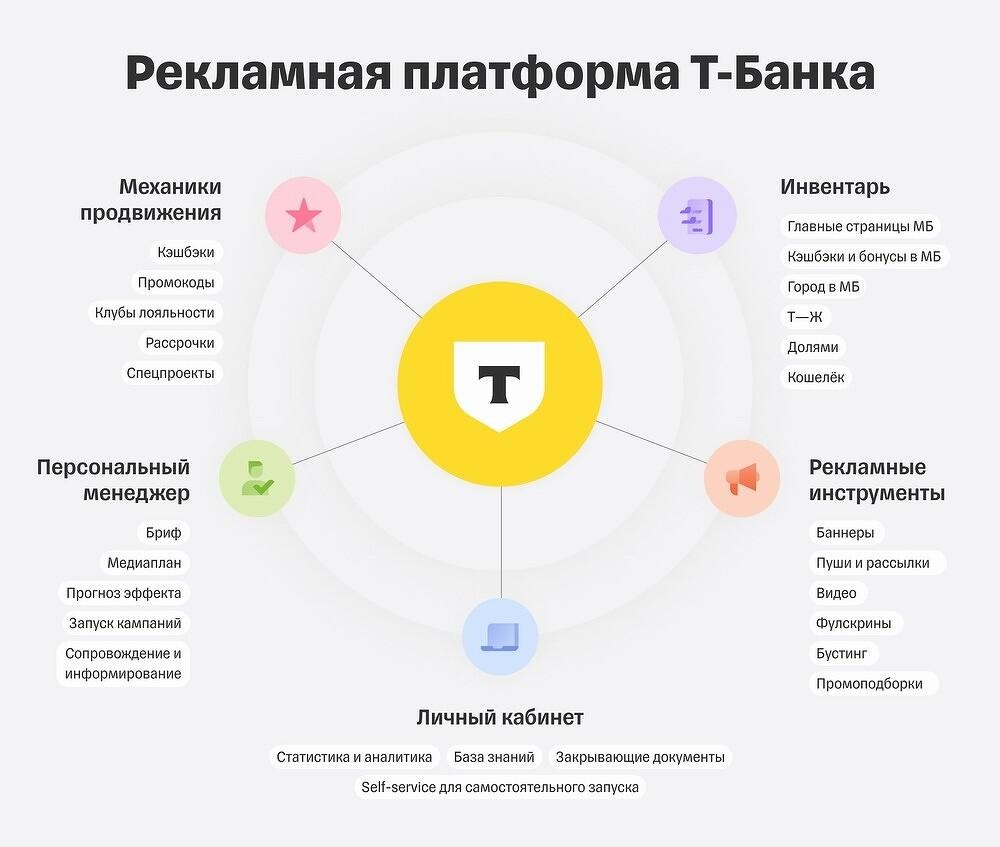 Рекламная платформа Т-Банка
Механики
продвижения
Кэшбэки
Промокоды
Клубы лояльности
Рассрочки
Спецпроекты
Инвентарь
Главные страницы МБ
Кэшбэки и бонусы в МБ
Город в МБ
Т—Ж
Долями
Кошелёк
Т
Персональный
менеджер
Бриф
Медиаплан
Прогноз эффекта
Запуск кампаний
Сопровождение и
информирование
Рекламные
инструменты
Баннеры
Пуши и рассылки
Видео
Фулскрины
Бустинг
Промоподборки
Личный кабинет
Статистика и аналитика База знаний Закрывающие документы
Self-service для самостоятельного запуска